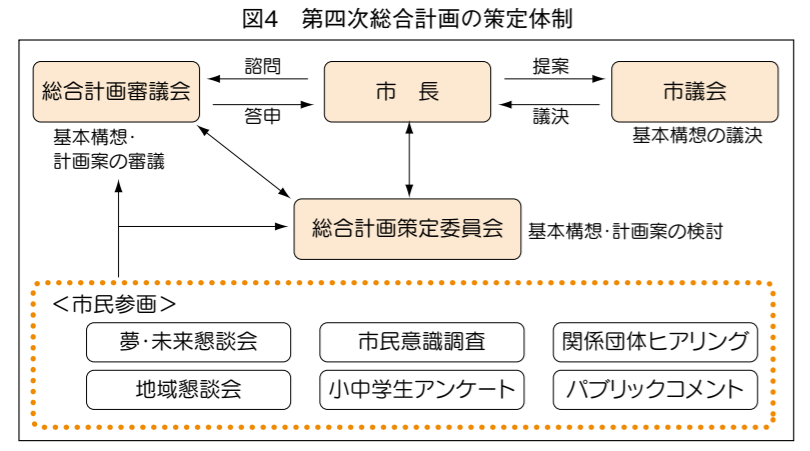 図4　第四次総合計画の策定体制
総合計画審議会
諮問
答申
市　長
提案
議決
市議会
基本構想・
計画案の審議
基本構想の議決
総合計画策定委員会
基本構想・計画案の検討
＜市民参画＞
夢・未来懇談会
市民意識調査
関係団体ヒアリング
地域懇談会
小中学生アンケート
パブリックコメント